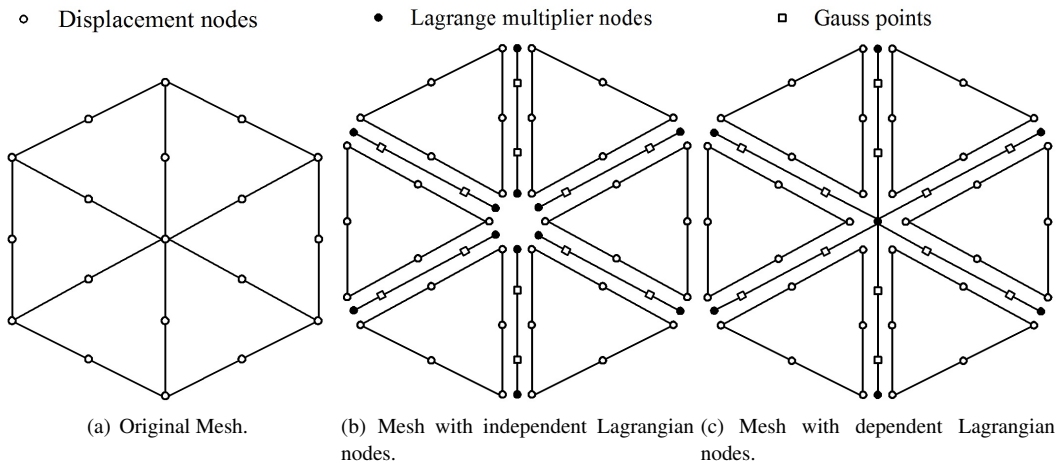 Displacement nodes
Lagrange multiplier nodes
Gauss points
(a) Original Mesh.
(b) Mesh with independent Lagrangian
nodes.
(c) Mesh with dependent Lagrangian
nodes.